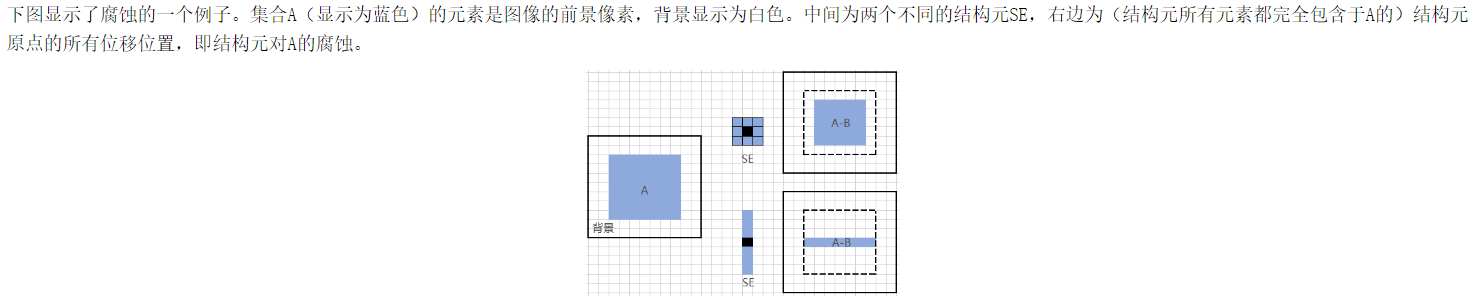 下图显示了腐蚀的一个例子。集合A（显示为蓝色）的元素是图像的前景像素，背景显示为白色。中间为两个不同的结构元SE，右边为（结构元所有元素都完全包含于A的）结构元
原点的所有位移位置，即结构元对A的腐蚀。
A-B
SE
A
背景
A-B
SE